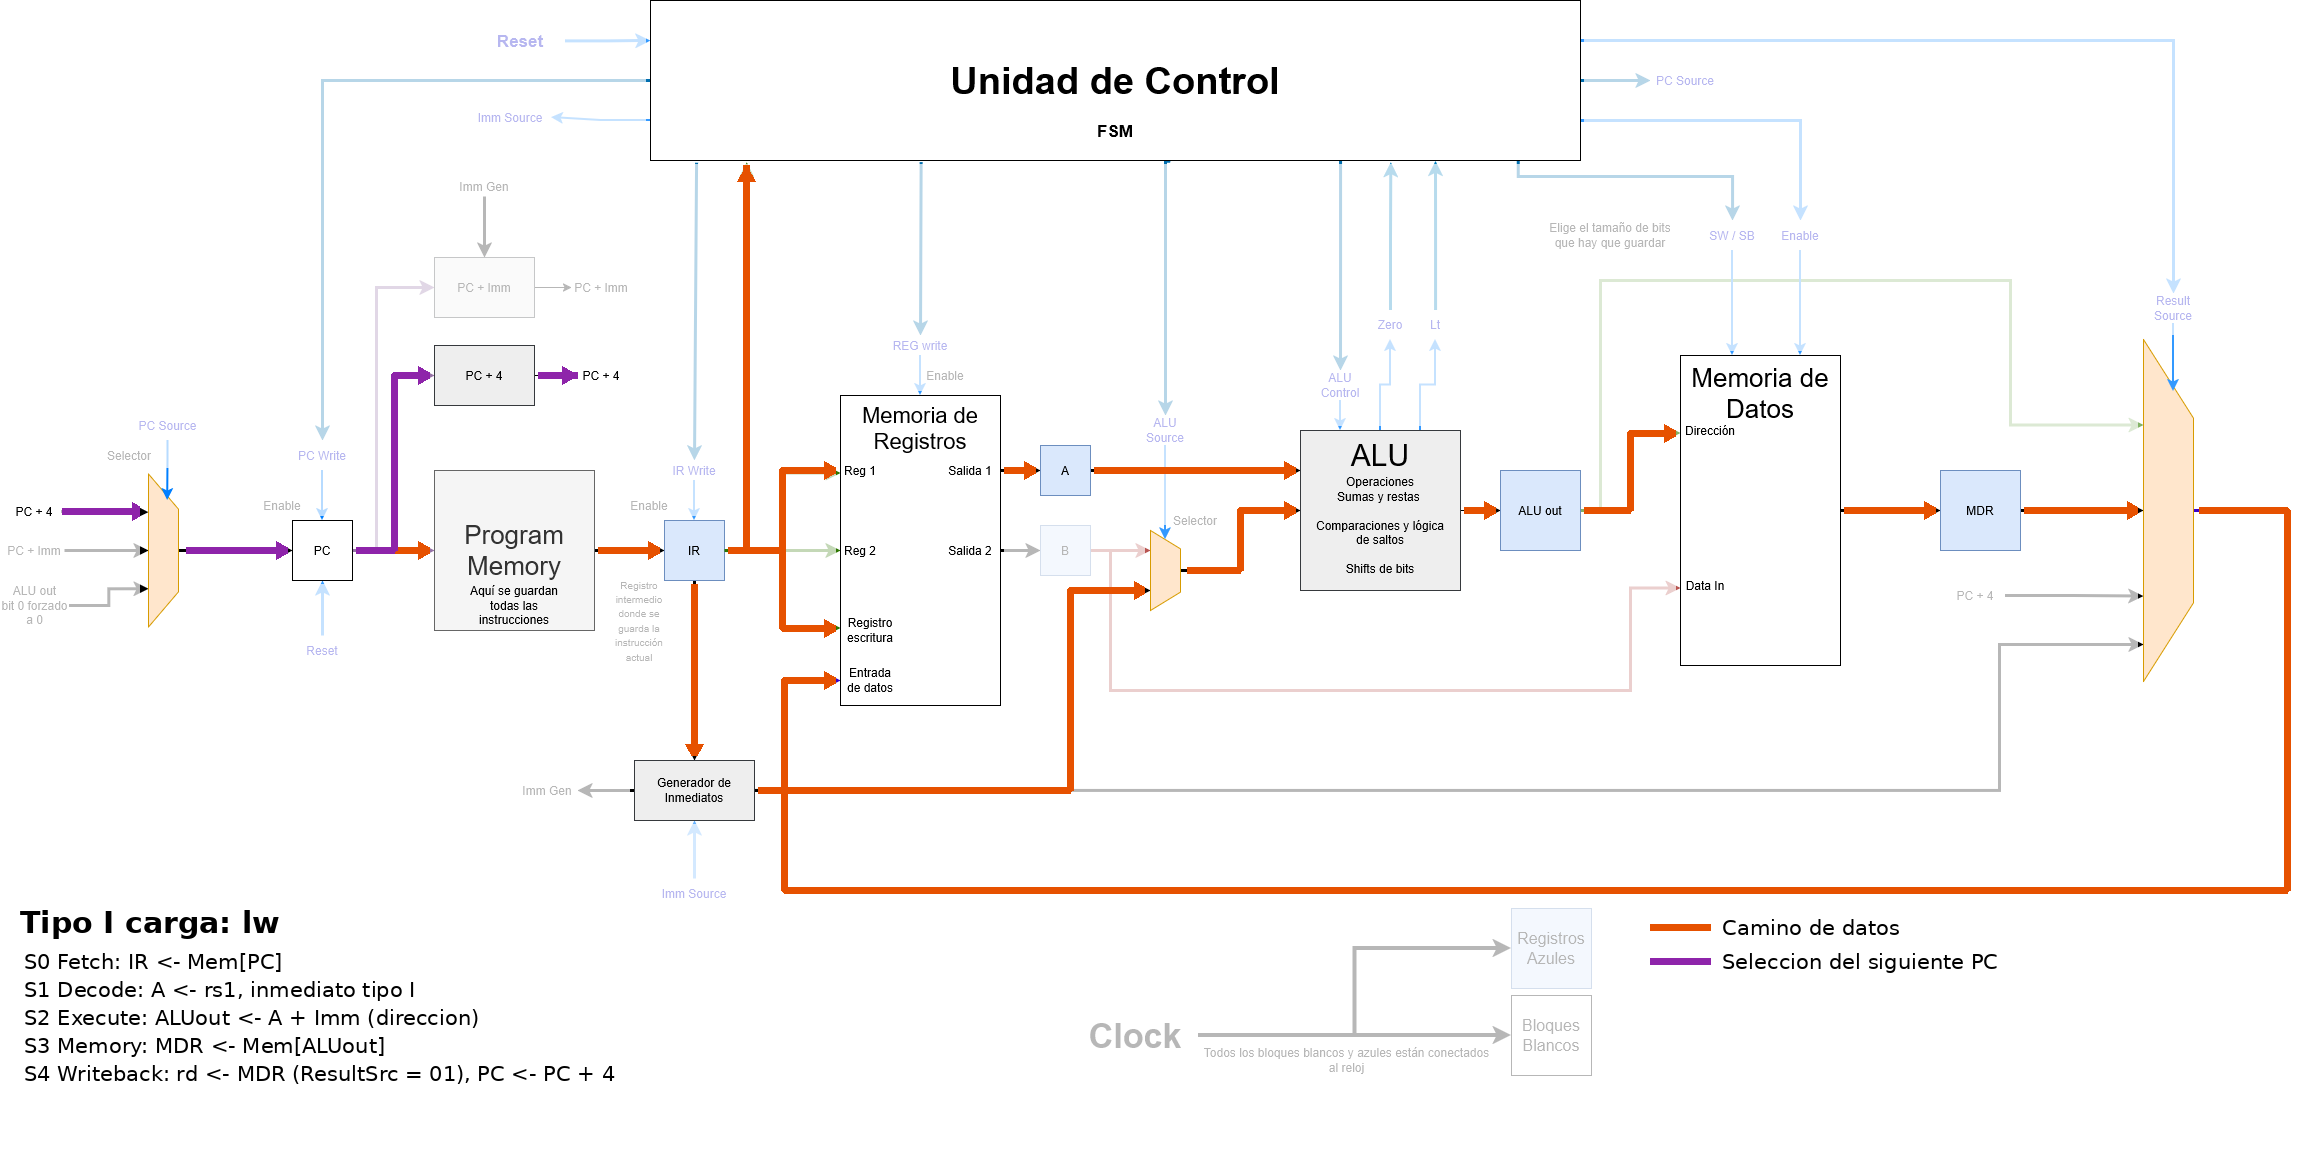 Reset
Unidad de Control
FSM
PC Source
Imm Source
Imm Gen
PC + Imm
PC + Imm
PC + 4
PC + 4
Elige el tamaño de bits
que hay que guardar
SW / SB
Enable
Result
Source
Zero
Lt
REG write
Enable
ALU
Control
ALU
Source
PC Source
Selector
PC Write
Enable
IR Write
Enable
PC + 4
PC + Imm
ALU out
bit 0 forzado
a 0
PC
Reset
Program
Memory
Aquí se guardan
todas las
instrucciones
IR
Registro
intermedio
donde se
guarda la
instrucción
actual
Memoria de
Registros
Reg 1
Salida 1
Reg 2
Salida 2
Registro
escritura
Entrada
de datos
A
B
Selector
ALU
Operaciones
Sumas y restas
Comparaciones y lógica
de saltos
Shifts de bits
ALU out
Memoria de
Datos
Dirección
Data In
MDR
PC + 4
Imm Gen
Generador de
Inmediatos
Imm Source
Tipo I carga: lw
S0 Fetch: IR <- Mem[PC]
S1 Decode: A <- rs1, inmediato tipo I
S2 Execute: ALUout <- A + Imm (direccion)
S3 Memory: MDR <- Mem[ALUout]
S4 Writeback: rd <- MDR (ResultSrc = 01), PC <- PC + 4
Clock
Todos los bloques blancos y azules están conectados
al reloj
Registros
Azules
Bloques
Blancos
Camino de datos
Seleccion del siguiente PC